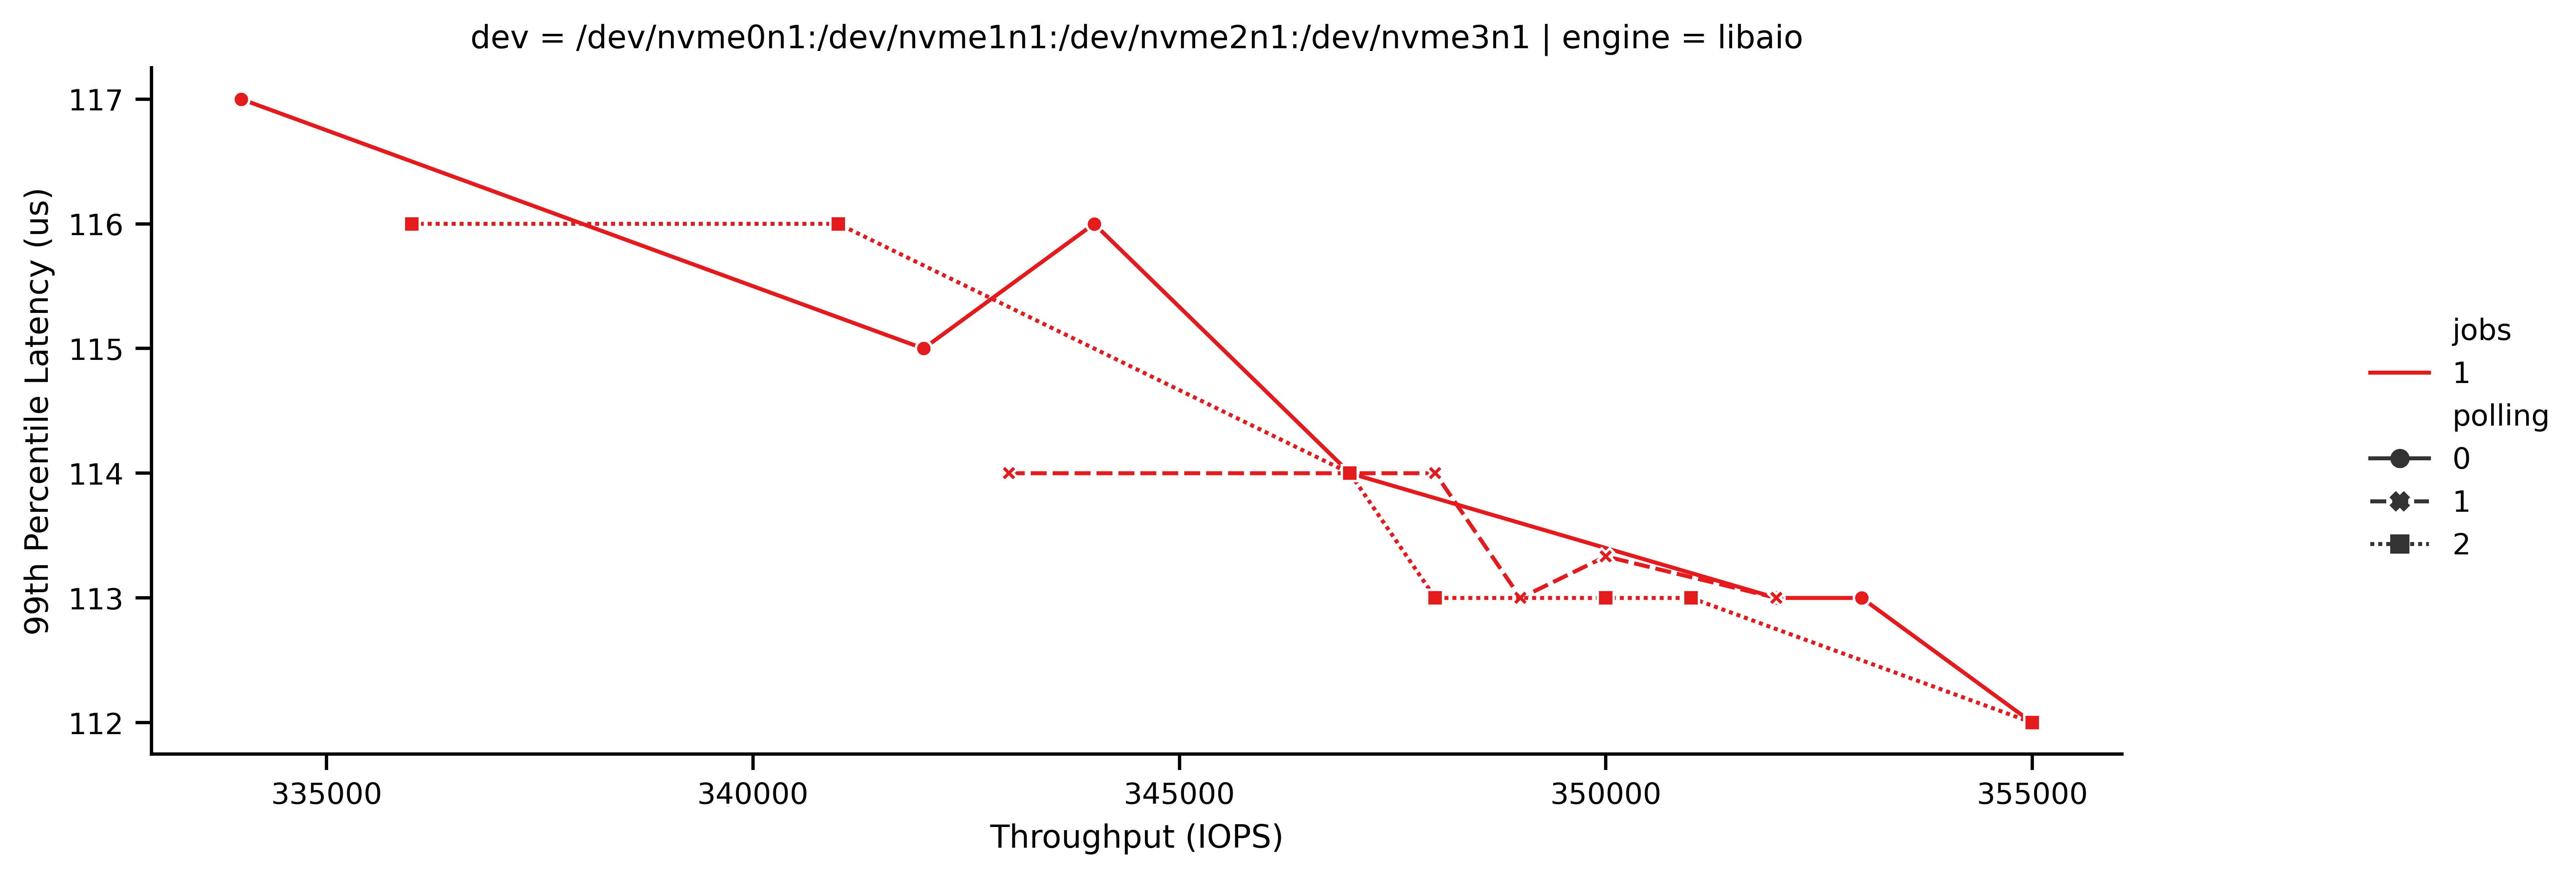 dev = /dev/nvme0n1:/dev/nvme1n1:/dev/nvme2n1:/dev/nvme3n1 | engine = libaio
99th Percentile Latency (us)
117
116
115
114
113
112
335000 340000 345000 350000 355000
Throughput (IOPS)
jobs
1
polling
0
1
2